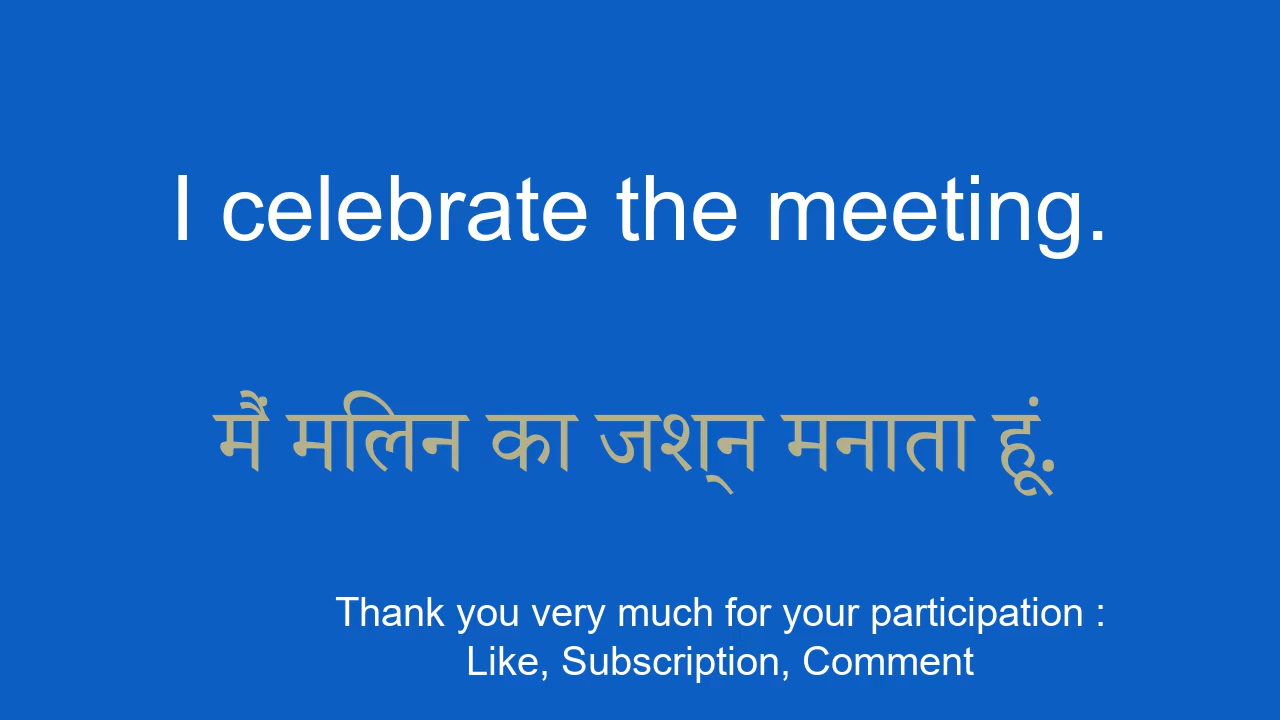 I celebrate the meeting.
मैं मलिन का जश्न मनाता हूं.
Thank you very much for your participation :
Like, Subscription, Comment